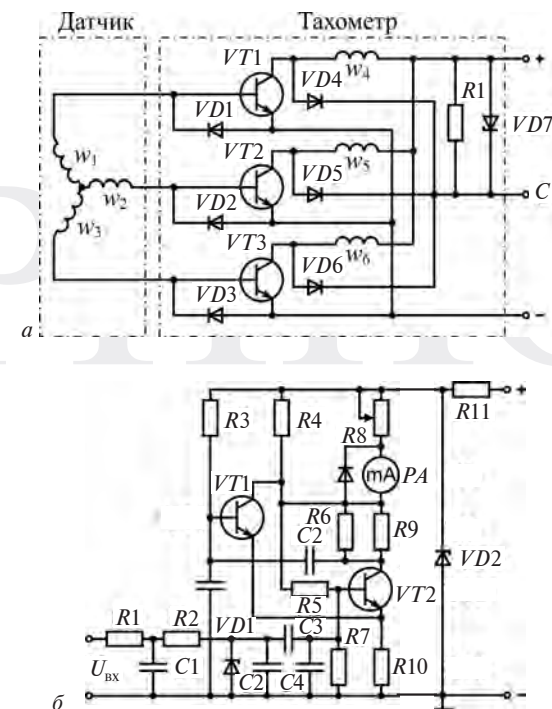 Датчик Тахометр
VT1
w4
VD4
R1
VD1
VD7
w1
VT2
w5
w2
VD5
C
w3
VD2
VT3
w6
VD6
VD3
а
+
−
R3 R4 R8 R11 +
VT1 mA PA
R6 R9
C2
VD2
R5 VT2
R1 R2 VD1 C3 R7
Uвх C1 C2 C4 R10
б −